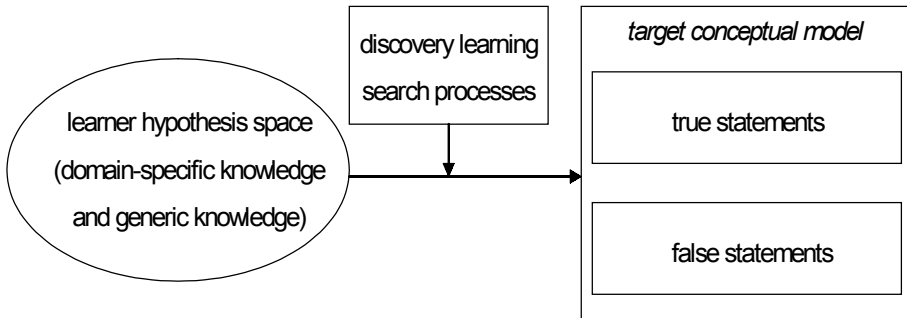 learner hypothesis space
(domain-specific knowledge
and generic knowledge)
discovery learning
search processes
target conceptual model
true statements
false statements